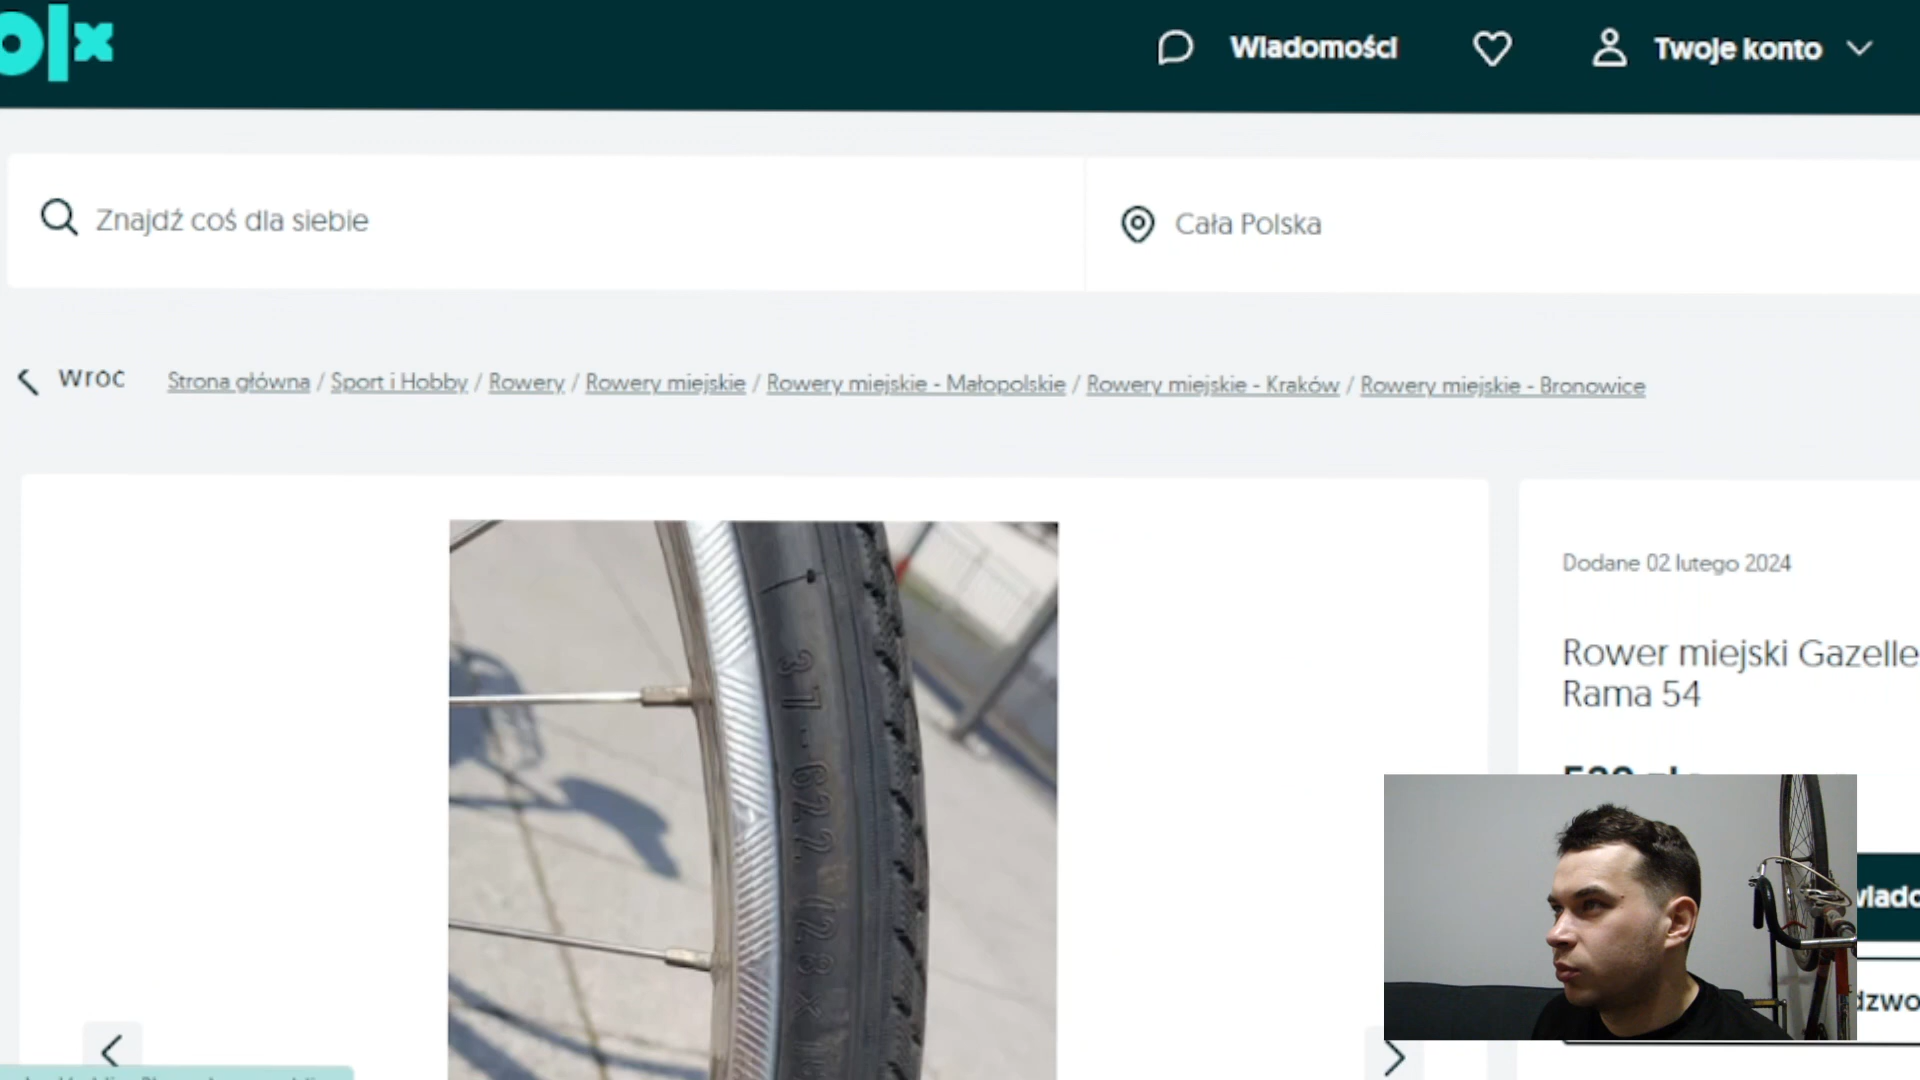 olx
Wiadomości
Twoje konto
Znajdź coś dla siebie
Cała Polska
Wróć
Strona główna / Sport i Hobby / Rowery / Rowery miejskie / Rowery miejskie - Małopolskie / Rowery miejskie - Kraków / Rowery miejskie - Bronowice
Dodane 02 lutego 2024
Rower miejski Gazelle
Rama 54
37-622 (28 x